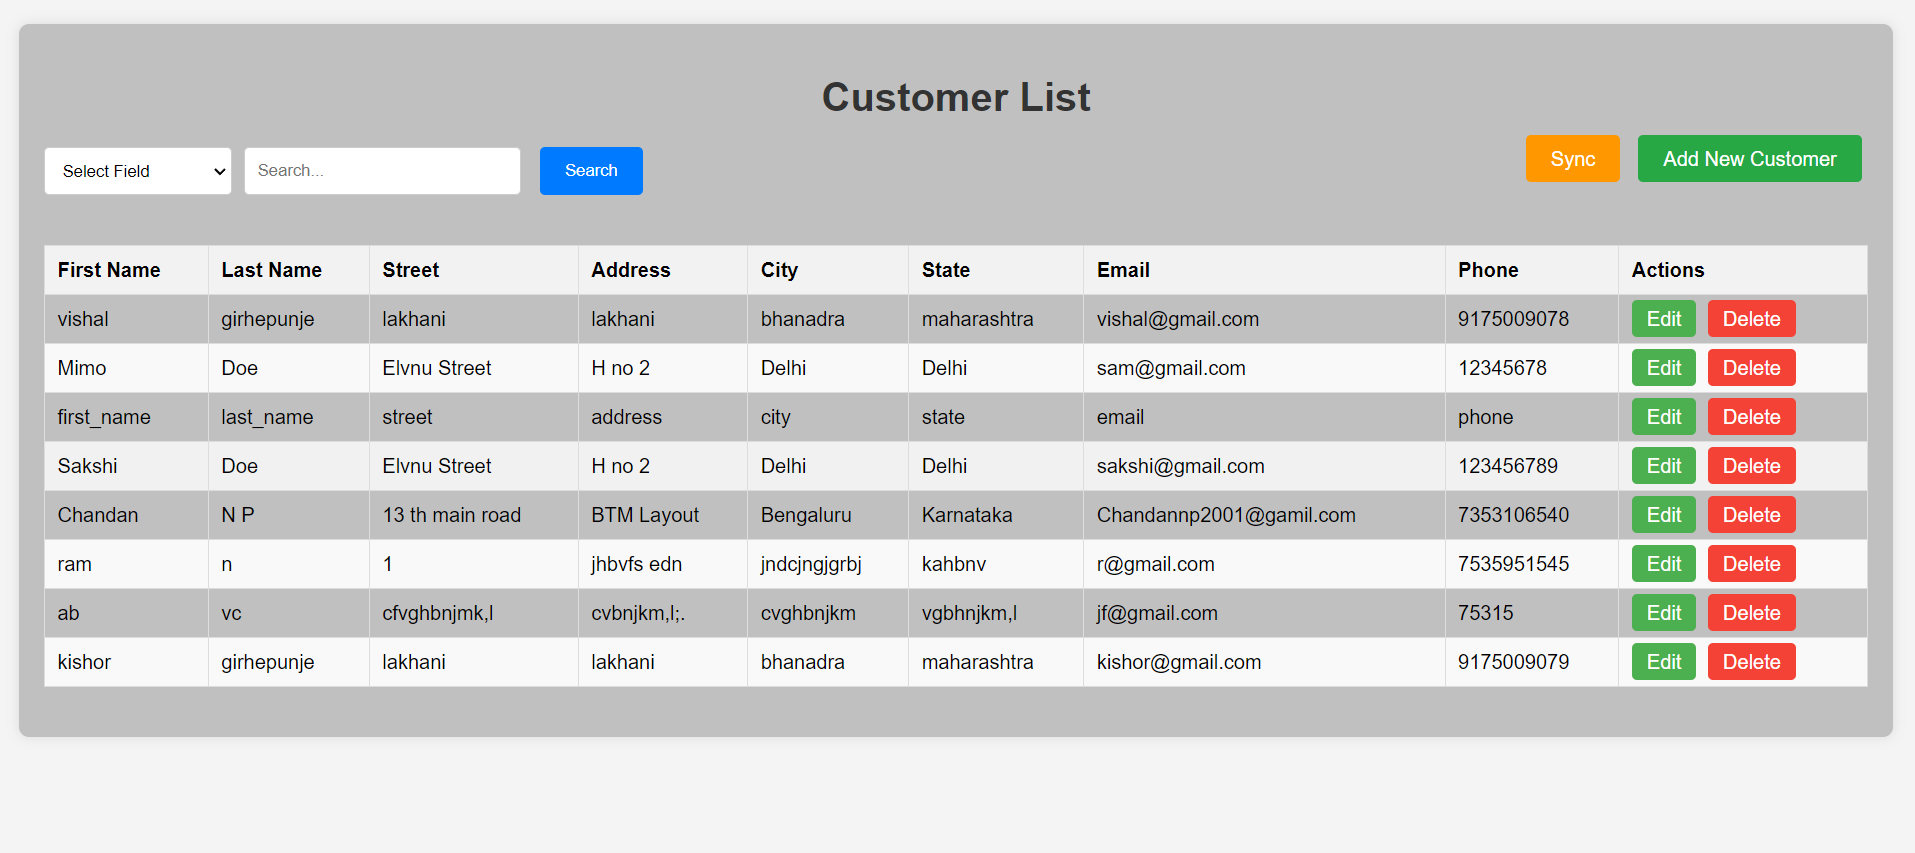 Customer List
Select Field Search... Search Sync Add New Customer
First Name Last Name Street Address City State Email Phone Actions
vishal girhepunje lakhani lakhani bhanadra maharashtra vishal@gmail.com 9175009078 Edit Delete
Mimo Doe Elvnu Street H no 2 Delhi Delhi sam@gmail.com 12345678 Edit Delete
first_name last_name street address city state email phone Edit Delete
Sakshi Doe Elvnu Street H no 2 Delhi Delhi sakshi@gmail.com 123456789 Edit Delete
Chandan N P 13 th main road BTM Layout Bengaluru Karnataka Chandannp2001@gamil.com 7353106540 Edit Delete
ram n 1 jhbvfs edn jndcjngjgrbj kahbnv r@gmail.com 7535951545 Edit Delete
ab vc cfvghbnjmk,l cvbnjkm,l;. cvghbnjkm vgbhnjkm,l jf@gmail.com 75315 Edit Delete
kishor girhepunje lakhani lakhani bhanadra maharashtra kishor@gmail.com 9175009079 Edit Delete